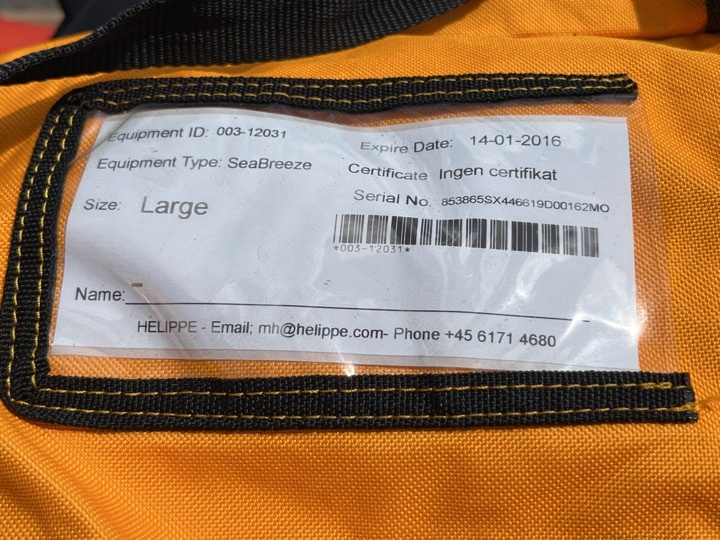 Equipment ID: 003-12031
Expire Date: 14-01-2016
Equipment Type: SeaBreeze
Certificate Ingen certifikat
Size: Large
Serial No. 853865SX446619D00162MO
*003-12031*
Name:
HELIPPE - Email; mh@helippe.com- Phone +45 6171 4680